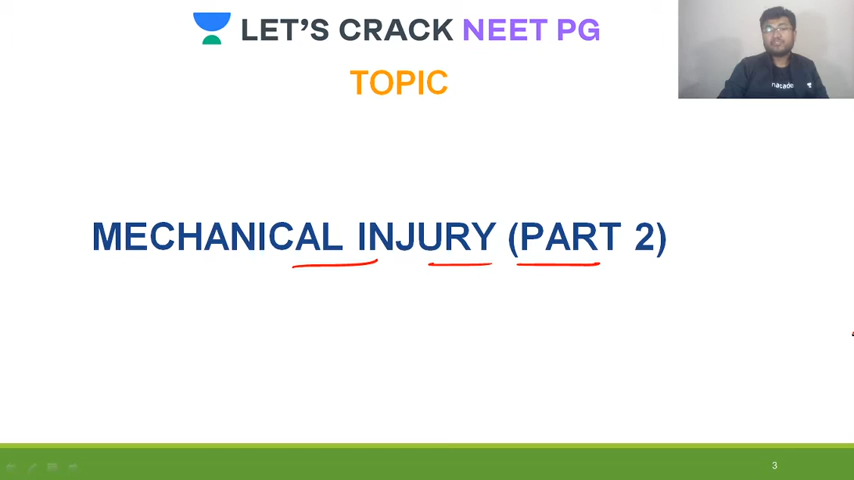 LET'S CRACK NEET PG
TOPIC
MECHANICAL INJURY (PART 2)
3